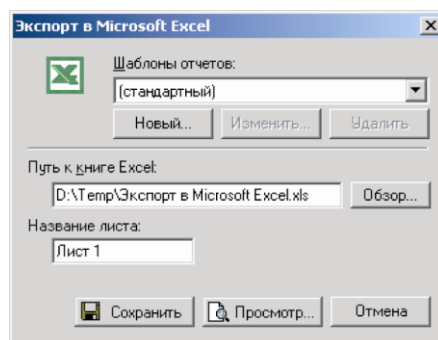 Экспорт в Microsoft Excel
Шаблоны отчетов:
(стандартный)
Новый... Изменить... Удалить
Путь к книге Excel:
D:\Temp\Экспорт в Microsoft Excel.xls Обзор...
Название листа:
Лист 1
Сохранить Просмотр... Отмена